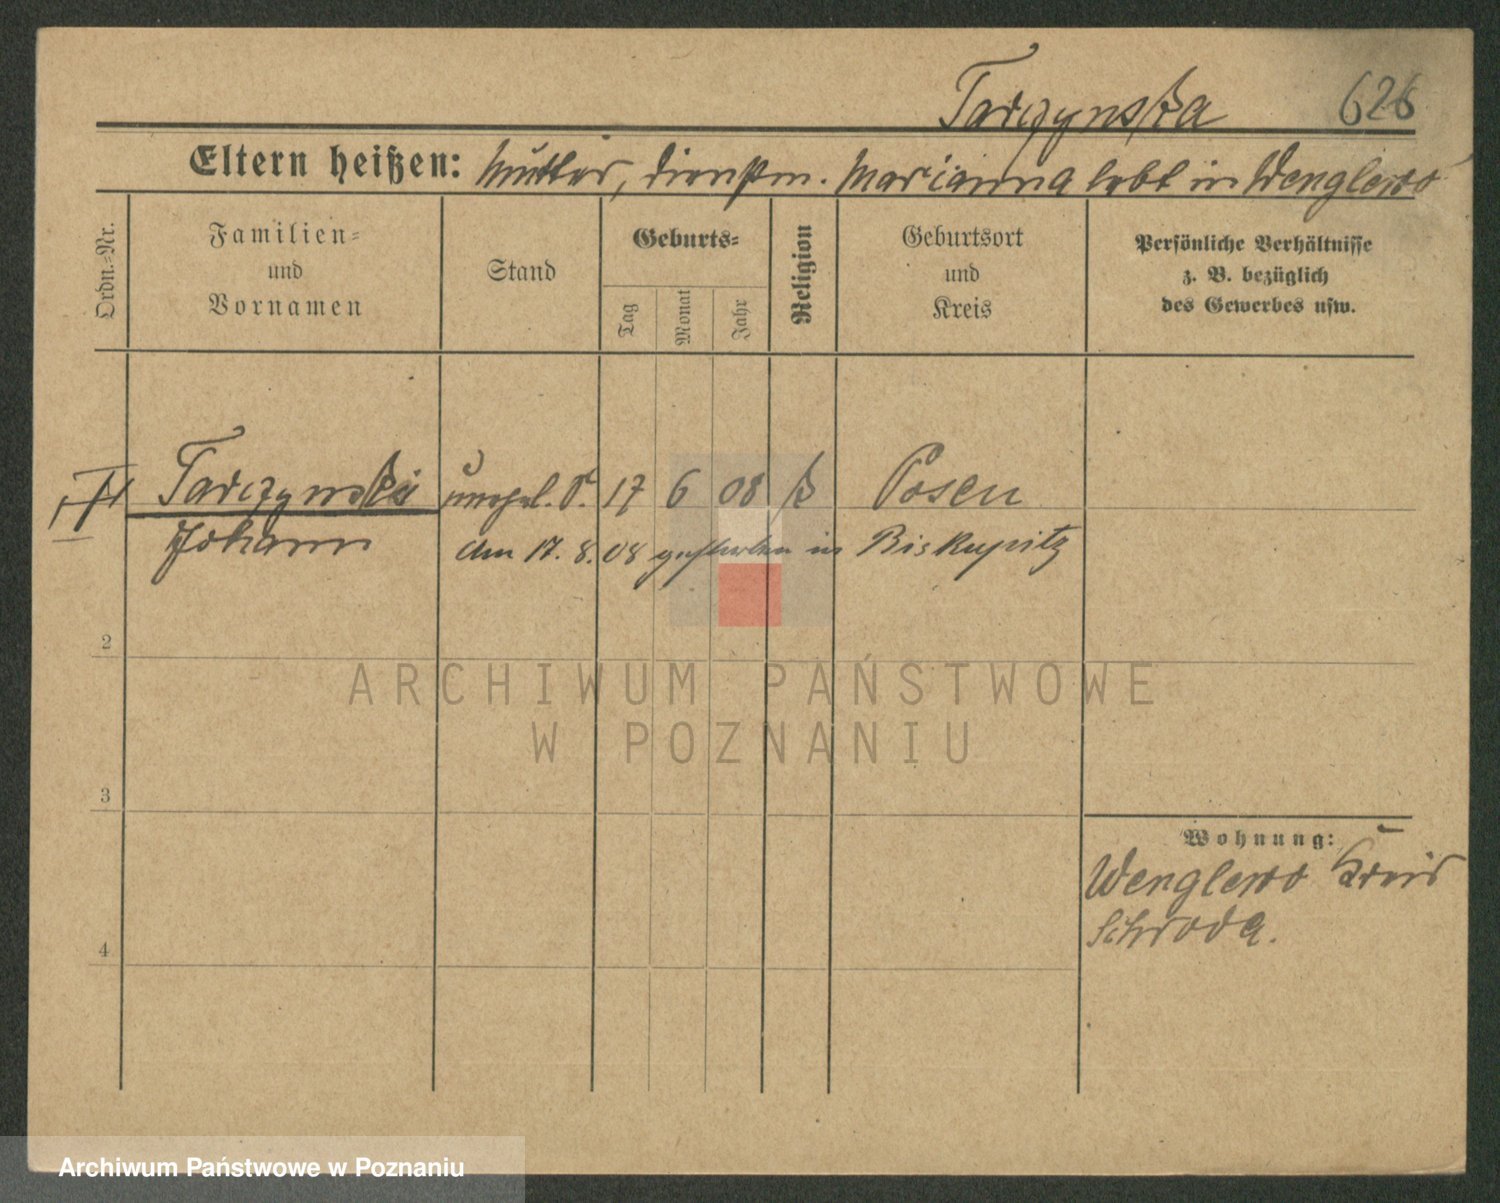 Tarczynska 626
Eltern heißen: Mutter, Dienstm. Marianna lebt in Wenglewo
Ordn.-Nr.
Familien-
und
Vornamen
Stand
Geburts-
Tag
Monat
Jahr
Religion
Geburtsort
und
Kreis
Persönliche Verhältnisse
z. B. bezüglich
des Gewerbes usw.
Tarczynski unehel. S. 17 6 08 k Posen
Johann am 17. 8. 08 gestorben in Biskupitz
2
3
4
Wohnung:
Wenglewo Kreis
Schroda.
ARCHIWUM PAŃSTWOWE
W POZNANIU
Archiwum Państwowe w Poznaniu